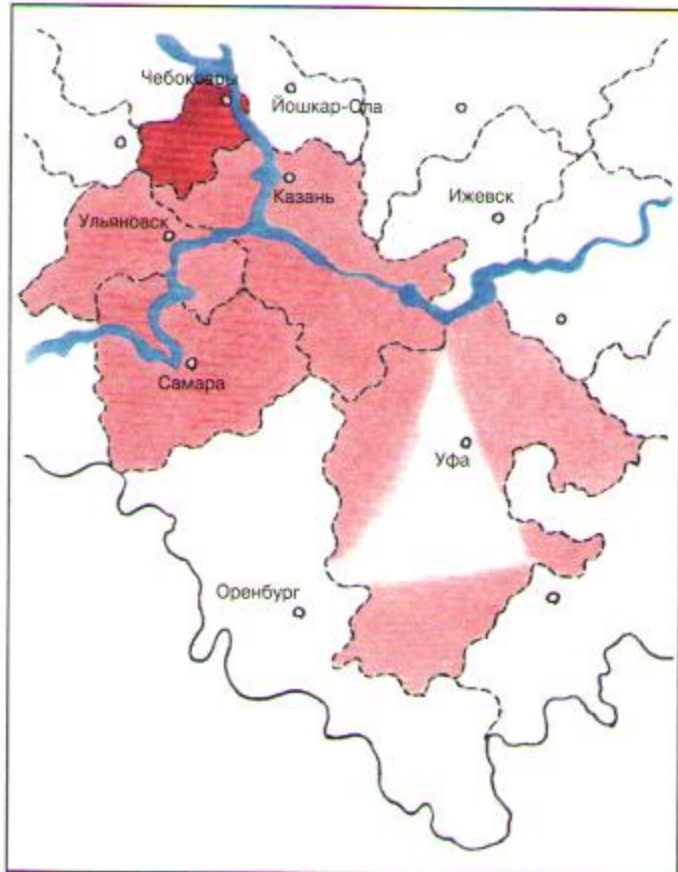 Чебоксары
Йошкар-Ола
Казань
Ижевск
Ульяновск
Самара
Уфа
Оренбург